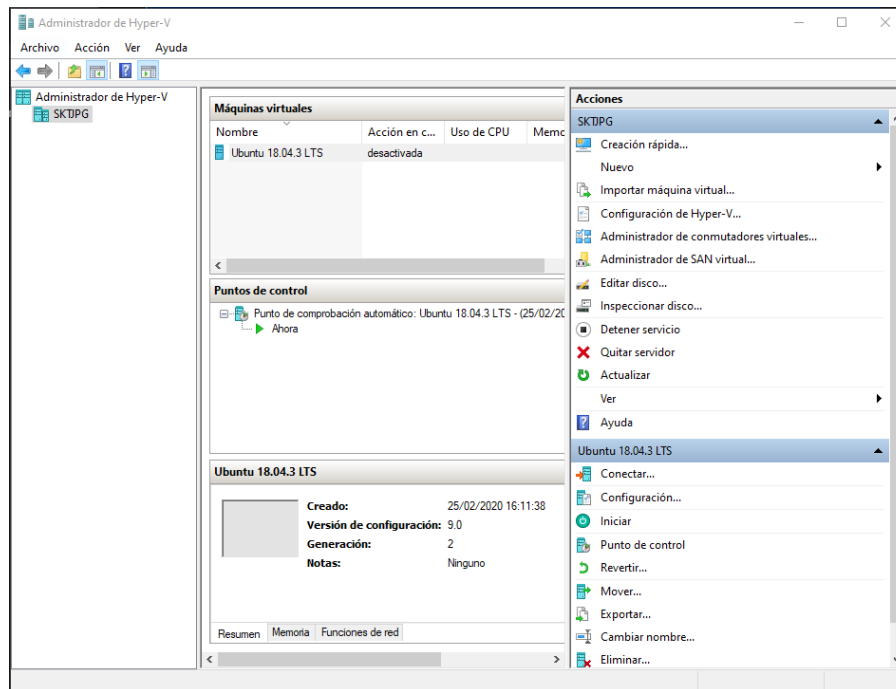 Administrador de Hyper-V
Archivo Acción Ver Ayuda
Administrador de Hyper-V
SKTJPG
Máquinas virtuales
Nombre Acción en c... Uso de CPU Memo
Ubuntu 18.04.3 LTS desactivada
Puntos de control
Punto de comprobación automático: Ubuntu 18.04.3 LTS - (25/02/20
Ahora
Ubuntu 18.04.3 LTS
Creado: 25/02/2020 16:11:38
Versión de configuración: 9.0
Generación: 2
Notas: Ninguno
Resumen Memoria Funciones de red
Acciones
SKTJPG
Creación rápida...
Nuevo
Importar máquina virtual...
Configuración de Hyper-V...
Administrador de conmutadores virtuales...
Administrador de SAN virtual...
Editar disco...
Inspeccionar disco...
Detener servicio
Quitar servidor
Actualizar
Ver
Ayuda
Ubuntu 18.04.3 LTS
Conectar...
Configuración...
Iniciar
Punto de control
Revertir...
Mover...
Exportar...
Cambiar nombre...
Eliminar...